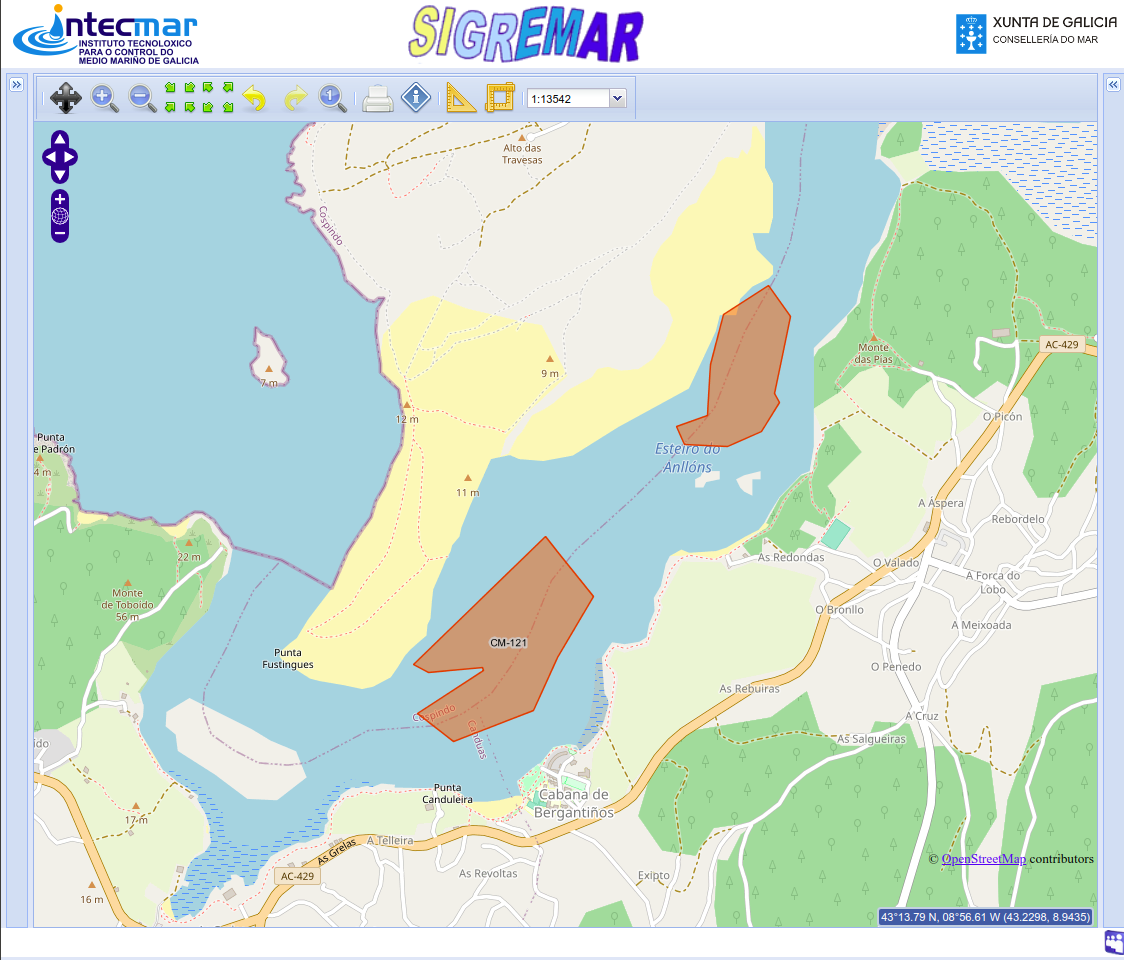 intecmar
INSTITUTO TECNOLOXICO
PARA O CONTROL DO
MEDIO MARIÑO DE GALICIA
SIGREMAR
XUNTA DE GALICIA
CONSELLERÍA DO MAR
1
1:13542
Alto das
Travesas
Cospindo
Monte
das Pías
AC-429
7 m
9 m
12 m
O Picón
Punta
e Padrón
4 m
Esteiro do
Anllóns
11 m
A Áspera
Rebordelo
22 m
As Redondas
O Valado
A Forca do
Lobo
Monte
de Toboido
56 m
O Bronllo
A Meixoada
CM-121
Punta
Fustingues
O Penedo
As Rebuiras
Cospindo
Canduas
A Cruz
As Salgueiras
ido
Punta
Canduleira
Cabana de
Bergantiños
17 m
A Telleira
As Grelas
© OpenStreetMap contributors
AC-429
As Revoltas
Exipto
16 m
43°13.79 N, 08°56.61 W (43.2298, 8.9435)